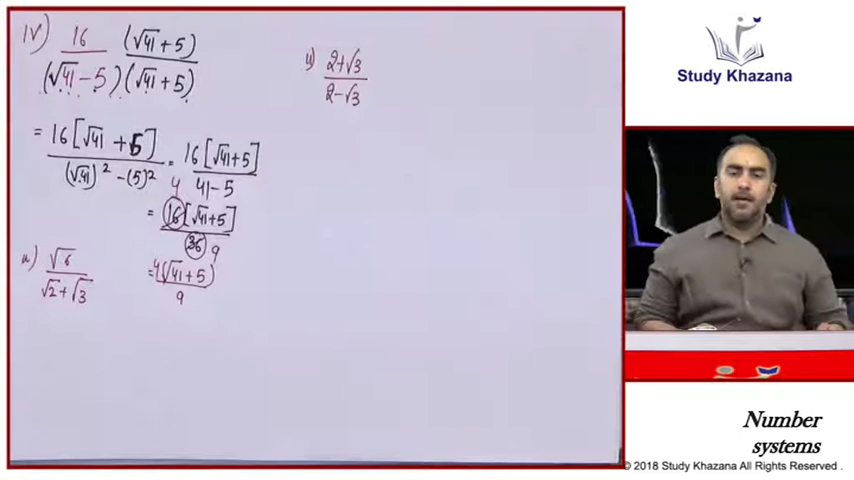 iv) 16 (√41 + 5)
(√41 - 5) (√41 + 5)
= 16 [√41 + 5] = 16 [√41+5]
(√41)² - (5)² 41 - 5
4
= 16 [√41+5]
36 9
= 4(√41+5)
9
√6
√2 + √3
2+√3
2-√3
Study Khazana
Number
systems
© 2018 Study Khazana All Rights Reserved .